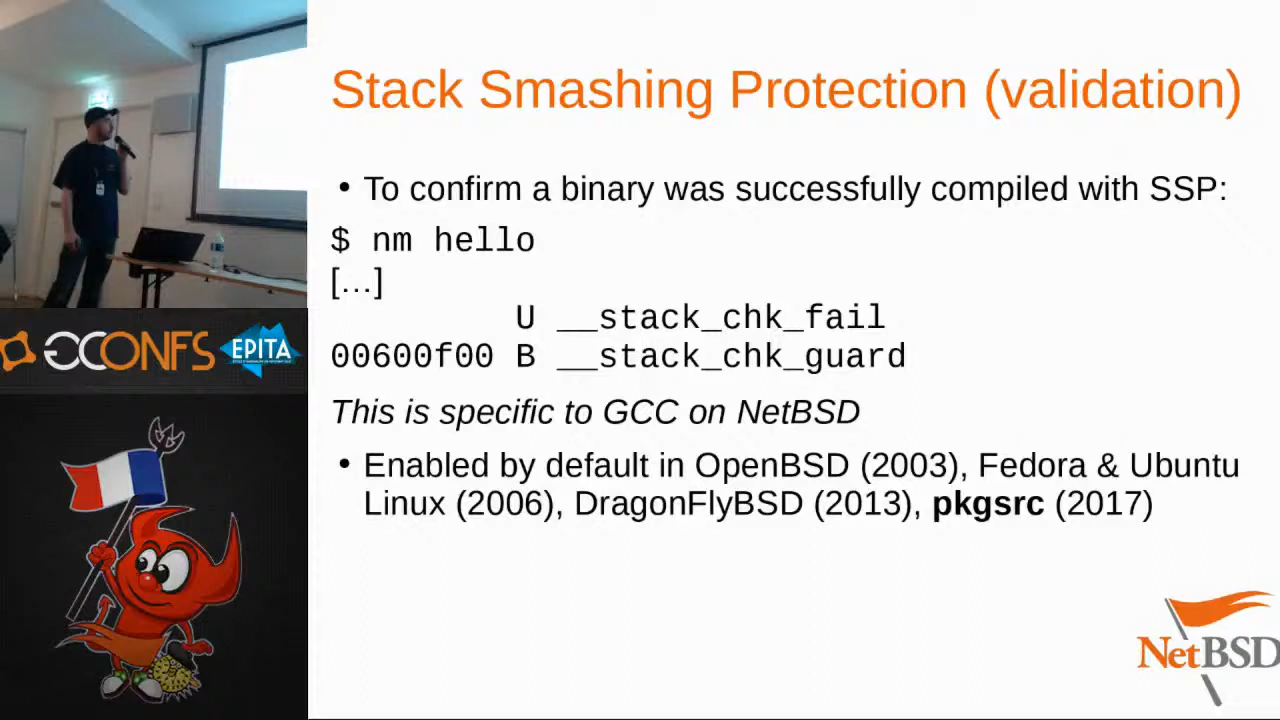 Stack Smashing Protection (validation)
• To confirm a binary was successfully compiled with SSP:
$ nm hello
[…]
U __stack_chk_fail
00600f00 B __stack_chk_guard
This is specific to GCC on NetBSD
• Enabled by default in OpenBSD (2003), Fedora & Ubuntu
Linux (2006), DragonFlyBSD (2013), pkgsrc (2017)
GCONFS
EPITA
NetBSD